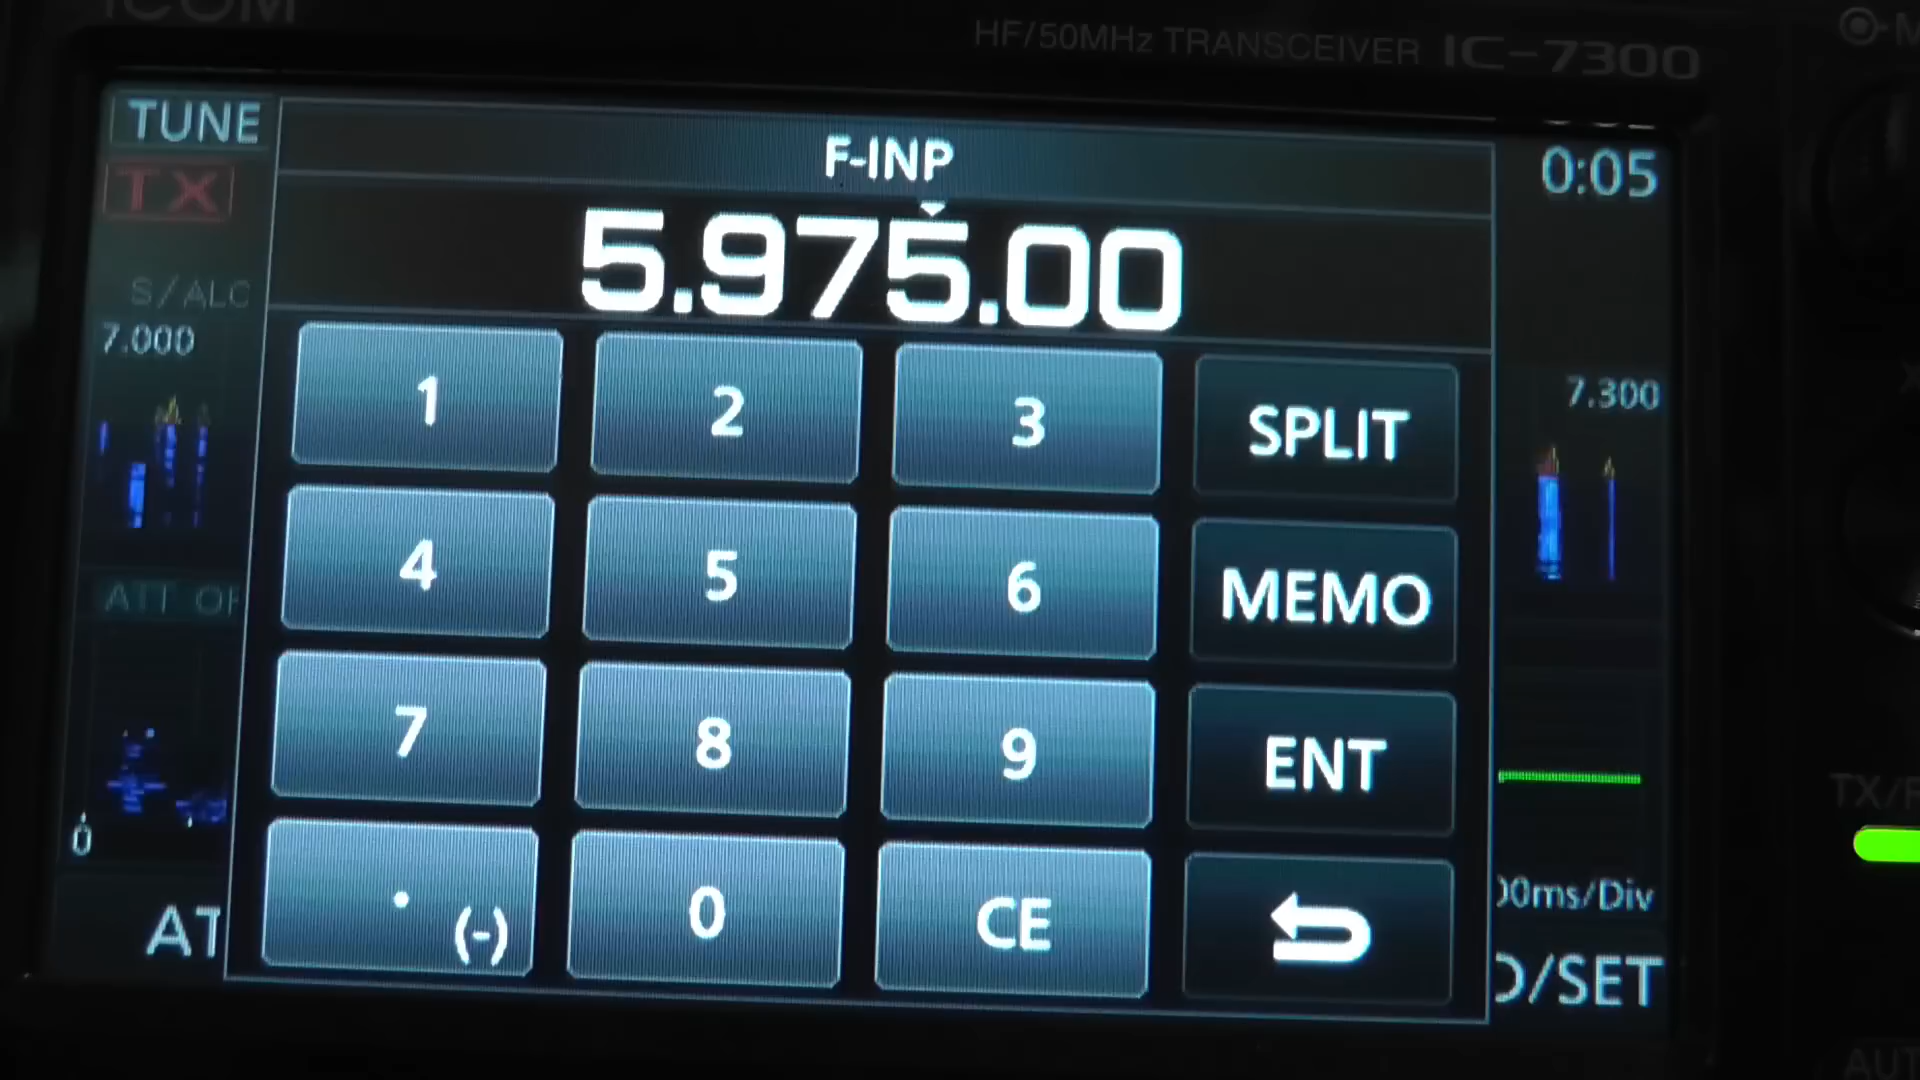 ICOM
HF/50MHz TRANSCEIVER IC-7300
TUNE
F-INP
0:05
TX
5.975.00
S/ALC
7.000
7.300
1 2 3 SPLIT
4 5 6 MEMO
ATT OF
7 8 9 ENT
0
. (-) 0 CE
00ms/Div
AT
D/SET
TX/R
AUT